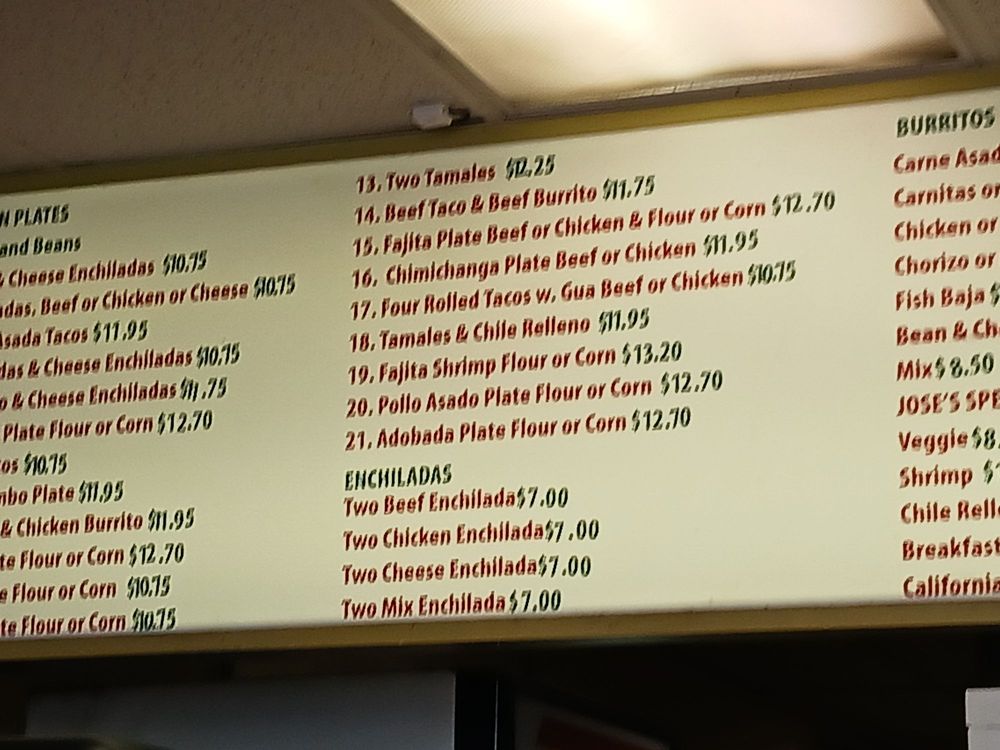 N PLATES
and Beans
& Cheese Enchiladas $10.75
adas, Beef or Chicken or Cheese $10.75
Asada Tacos $11.95
das & Cheese Enchiladas $10.75
o & Cheese Enchiladas $11.75
Plate Flour or Corn $12.70
cos $10.75
mbo Plate $11.95
& Chicken Burrito $11.95
te Flour or Corn $12.70
e Flour or Corn $10.75
te Flour or Corn $10.75
13. Two Tamales $12.25
14. Beef Taco & Beef Burrito $11.75
15. Fajita Plate Beef or Chicken & Flour or Corn $12.70
16. Chimichanga Plate Beef or Chicken $11.95
17. Four Rolled Tacos w. Gua Beef or Chicken $10.75
18. Tamales & Chile Relleno $11.95
19. Fajita Shrimp Flour or Corn $13.20
20. Pollo Asado Plate Flour or Corn $12.70
21. Adobada Plate Flour or Corn $12.70
ENCHILADAS
Two Beef Enchilada $7.00
Two Chicken Enchilada $7.00
Two Cheese Enchilada $7.00
Two Mix Enchilada $7.00
BURRITOS
Carne Asad
Carnitas or
Chicken or
Chorizo or
Fish Baja $
Bean & Ch
Mix $8.50
JOSE'S SPE
Veggie $8.
Shrimp $1
Chile Relle
Breakfast
California